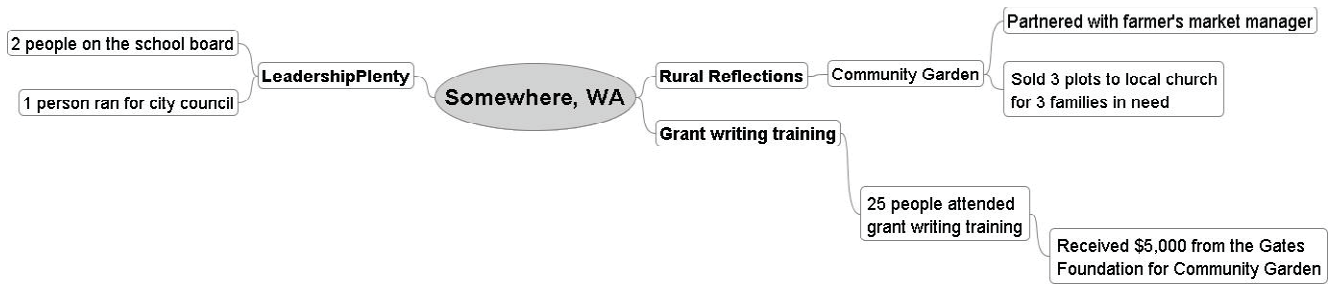 2 people on the school board
1 person ran for city council
LeadershipPlenty
Somewhere, WA
Rural Reflections
Community Garden
Partnered with farmer's market manager
Sold 3 plots to local church
for 3 families in need
Grant writing training
25 people attended
grant writing training
Received $5,000 from the Gates
Foundation for Community Garden